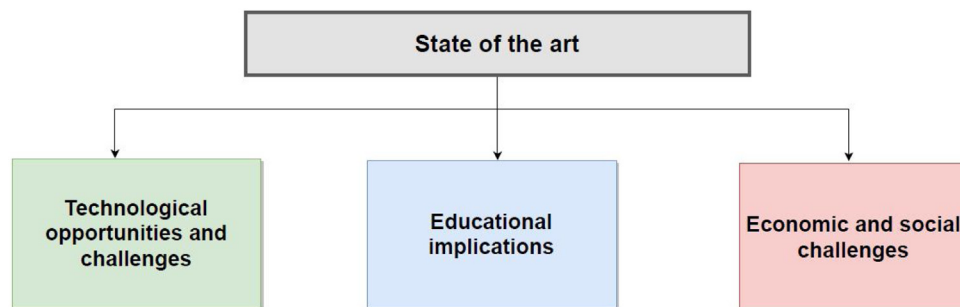 State of the art
Technological
opportunities and
challenges
Educational
implications
Economic and social
challenges